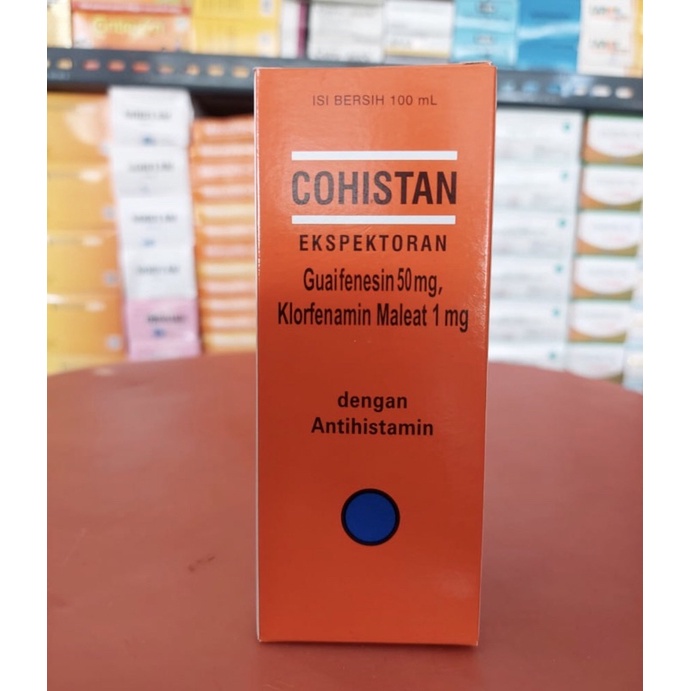 ISI BERSIH 100 mL
COHISTAN
EKSPEKTORAN
Guaifenesin 50 mg,
Klorfenamin Maleat 1 mg
dengan
Antihistamin